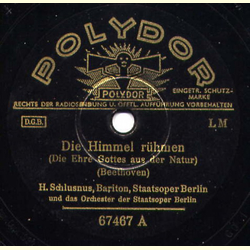 POLYDOR
POLYDOR
EINGETR. SCHUTZ-
MARKE
RECHTE DER RADIOSENDUNG U. ÖFFTL. AUFFÜHRUNG VORBEHALTEN
D.G.B.
LM
Die Himmel rühmen
(Die Ehre Gottes aus der Natur)
(Beethoven)
H. Schlusnus, Bariton, Staatsoper Berlin
und das Orchester der Staatsoper Berlin
67467 A